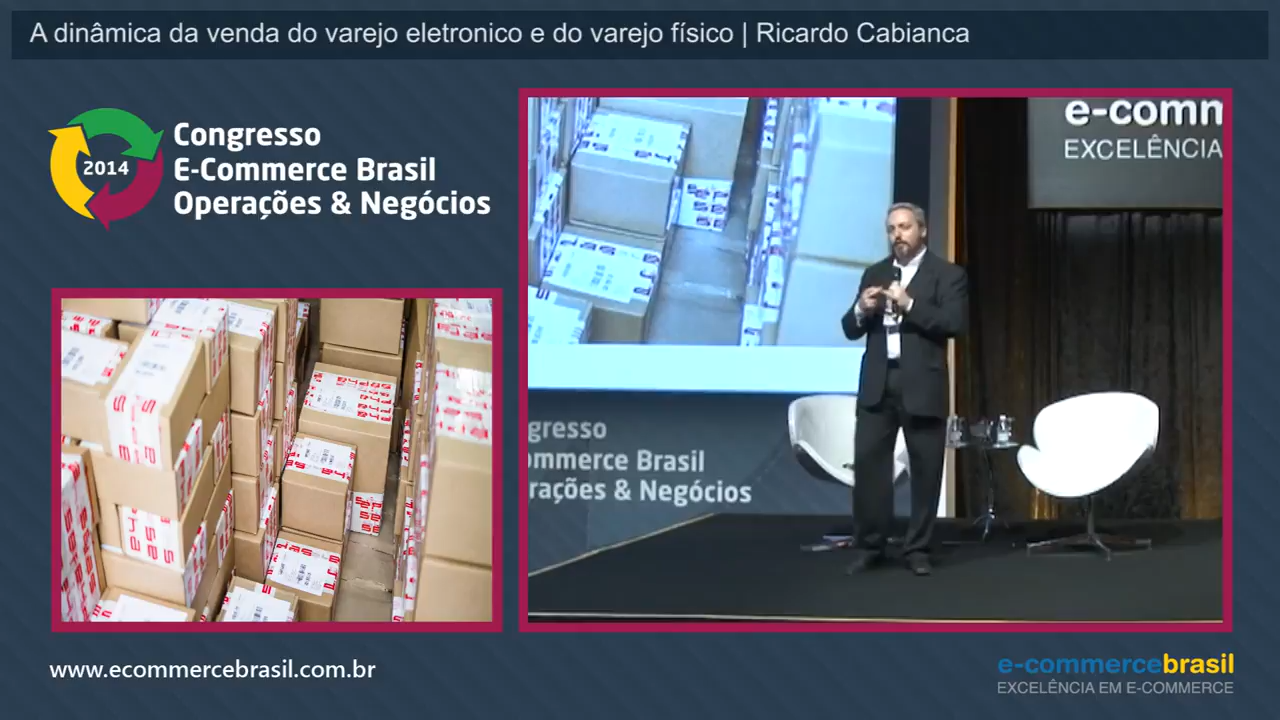 A dinâmica da venda do varejo eletronico e do varejo físico | Ricardo Cabianca
2014
Congresso
E-Commerce Brasil
Operações & Negócios
e-comm
EXCELÊNCIA
gresso
ommerce Brasil
rações & Negócios
www.ecommercebrasil.com.br
e-commercebrasil
EXCELÊNCIA EM E-COMMERCE